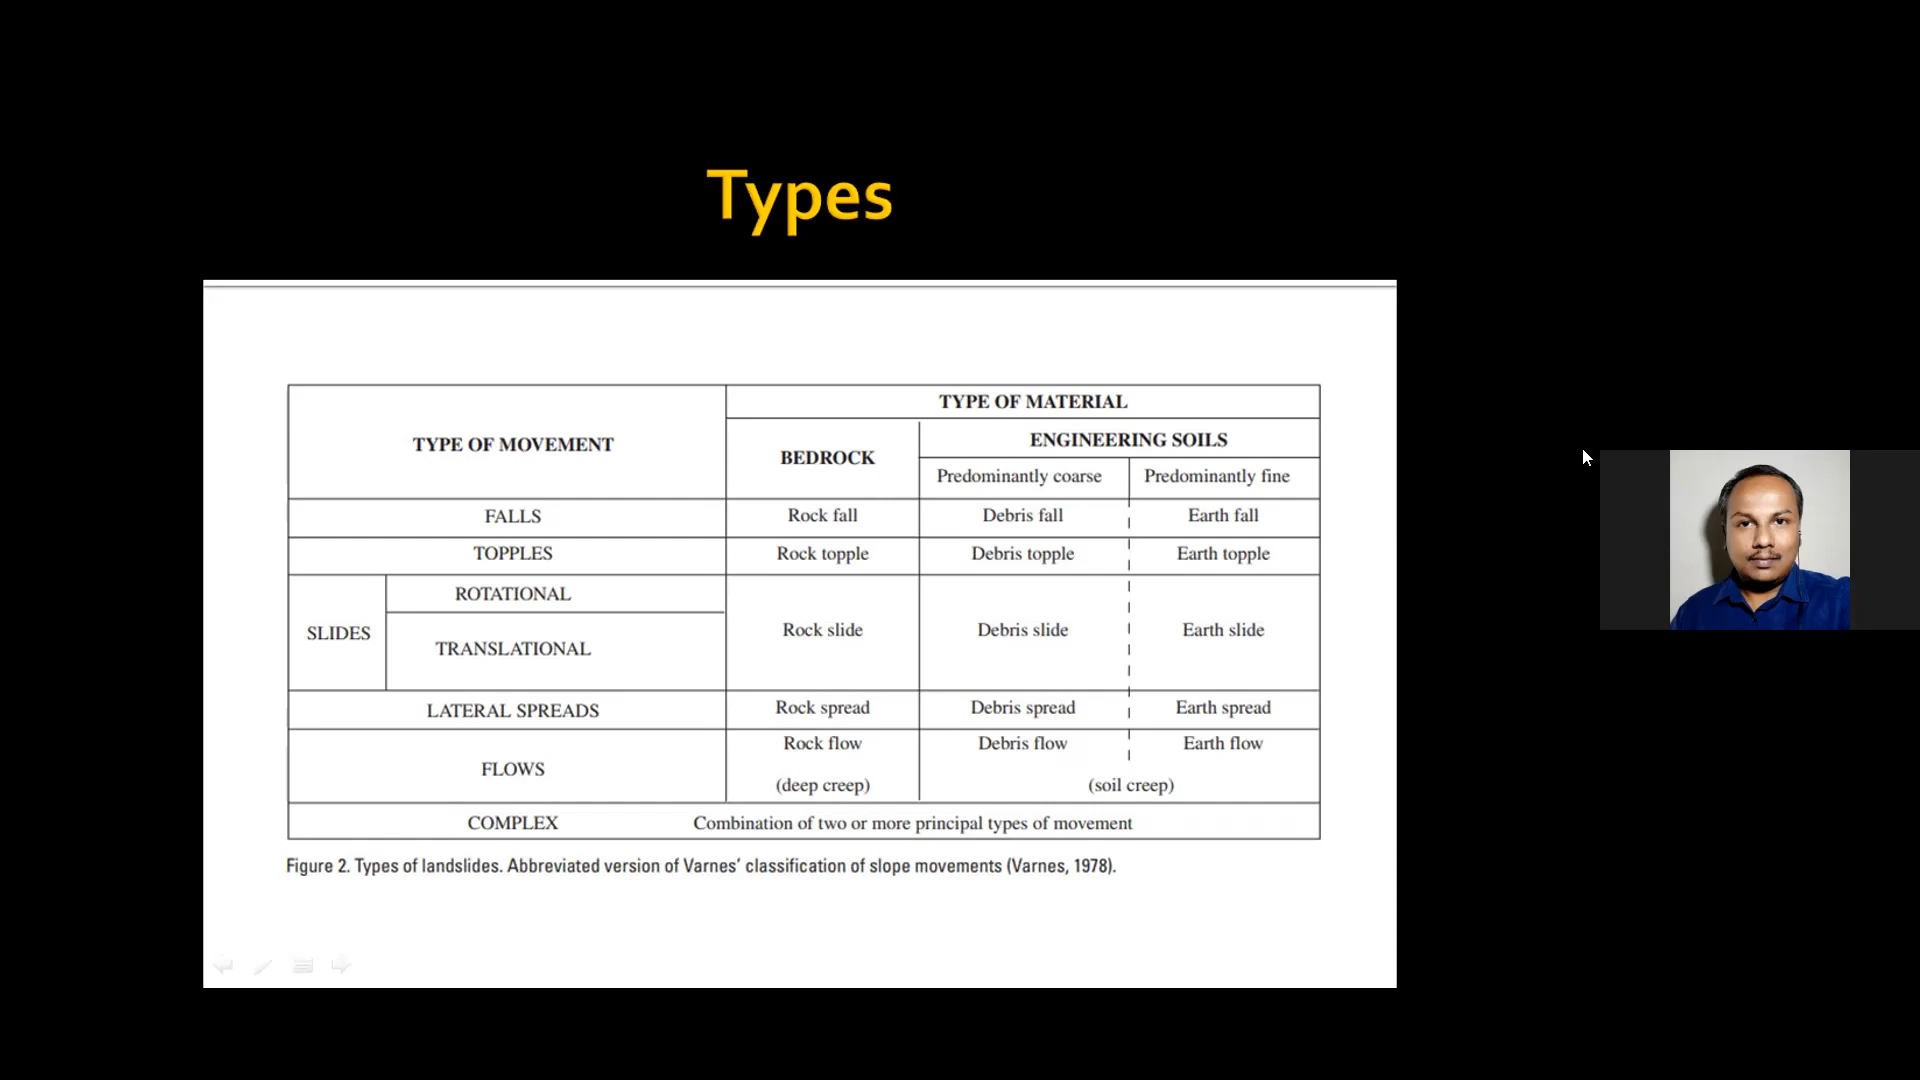 Types
TYPE OF MOVEMENT
TYPE OF MATERIAL
BEDROCK
ENGINEERING SOILS
Predominantly coarse Predominantly fine
FALLS Rock fall Debris fall Earth fall
TOPPLES Rock topple Debris topple Earth topple
SLIDES
ROTATIONAL
TRANSLATIONAL
Rock slide Debris slide Earth slide
LATERAL SPREADS Rock spread Debris spread Earth spread
FLOWS
Rock flow Debris flow Earth flow
(deep creep) (soil creep)
COMPLEX Combination of two or more principal types of movement
Figure 2. Types of landslides. Abbreviated version of Varnes' classification of slope movements (Varnes, 1978).